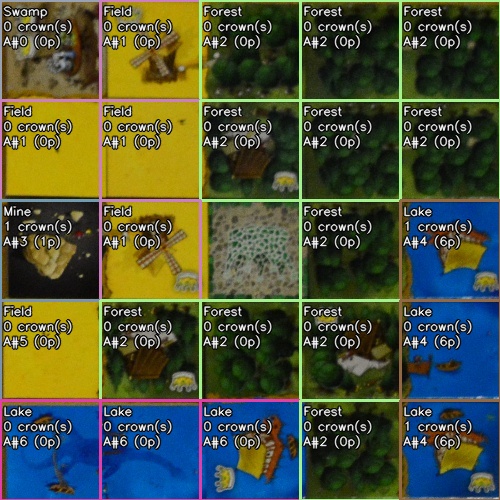 Swamp
0 crown(s)
A#0 (0p)
Field
0 crown(s)
A#1 (0p)
Forest
0 crown(s)
A#2 (0p)
Forest
0 crown(s)
A#2 (0p)
Forest
0 crown(s)
A#2 (0p)
Field
0 crown(s)
A#1 (0p)
Field
0 crown(s)
A#1 (0p)
Forest
0 crown(s)
A#2 (0p)
Forest
0 crown(s)
A#2 (0p)
Forest
0 crown(s)
A#2 (0p)
Mine
1 crown(s)
A#3 (1p)
Field
0 crown(s)
A#1 (0p)
Forest
0 crown(s)
A#2 (0p)
Lake
1 crown(s)
A#4 (6p)
Field
0 crown(s)
A#5 (0p)
Forest
0 crown(s)
A#2 (0p)
Forest
0 crown(s)
A#2 (0p)
Forest
0 crown(s)
A#2 (0p)
Lake
0 crown(s)
A#4 (6p)
Lake
0 crown(s)
A#6 (0p)
Lake
0 crown(s)
A#6 (0p)
Lake
0 crown(s)
A#6 (0p)
Forest
0 crown(s)
A#2 (0p)
Lake
1 crown(s)
A#4 (6p)